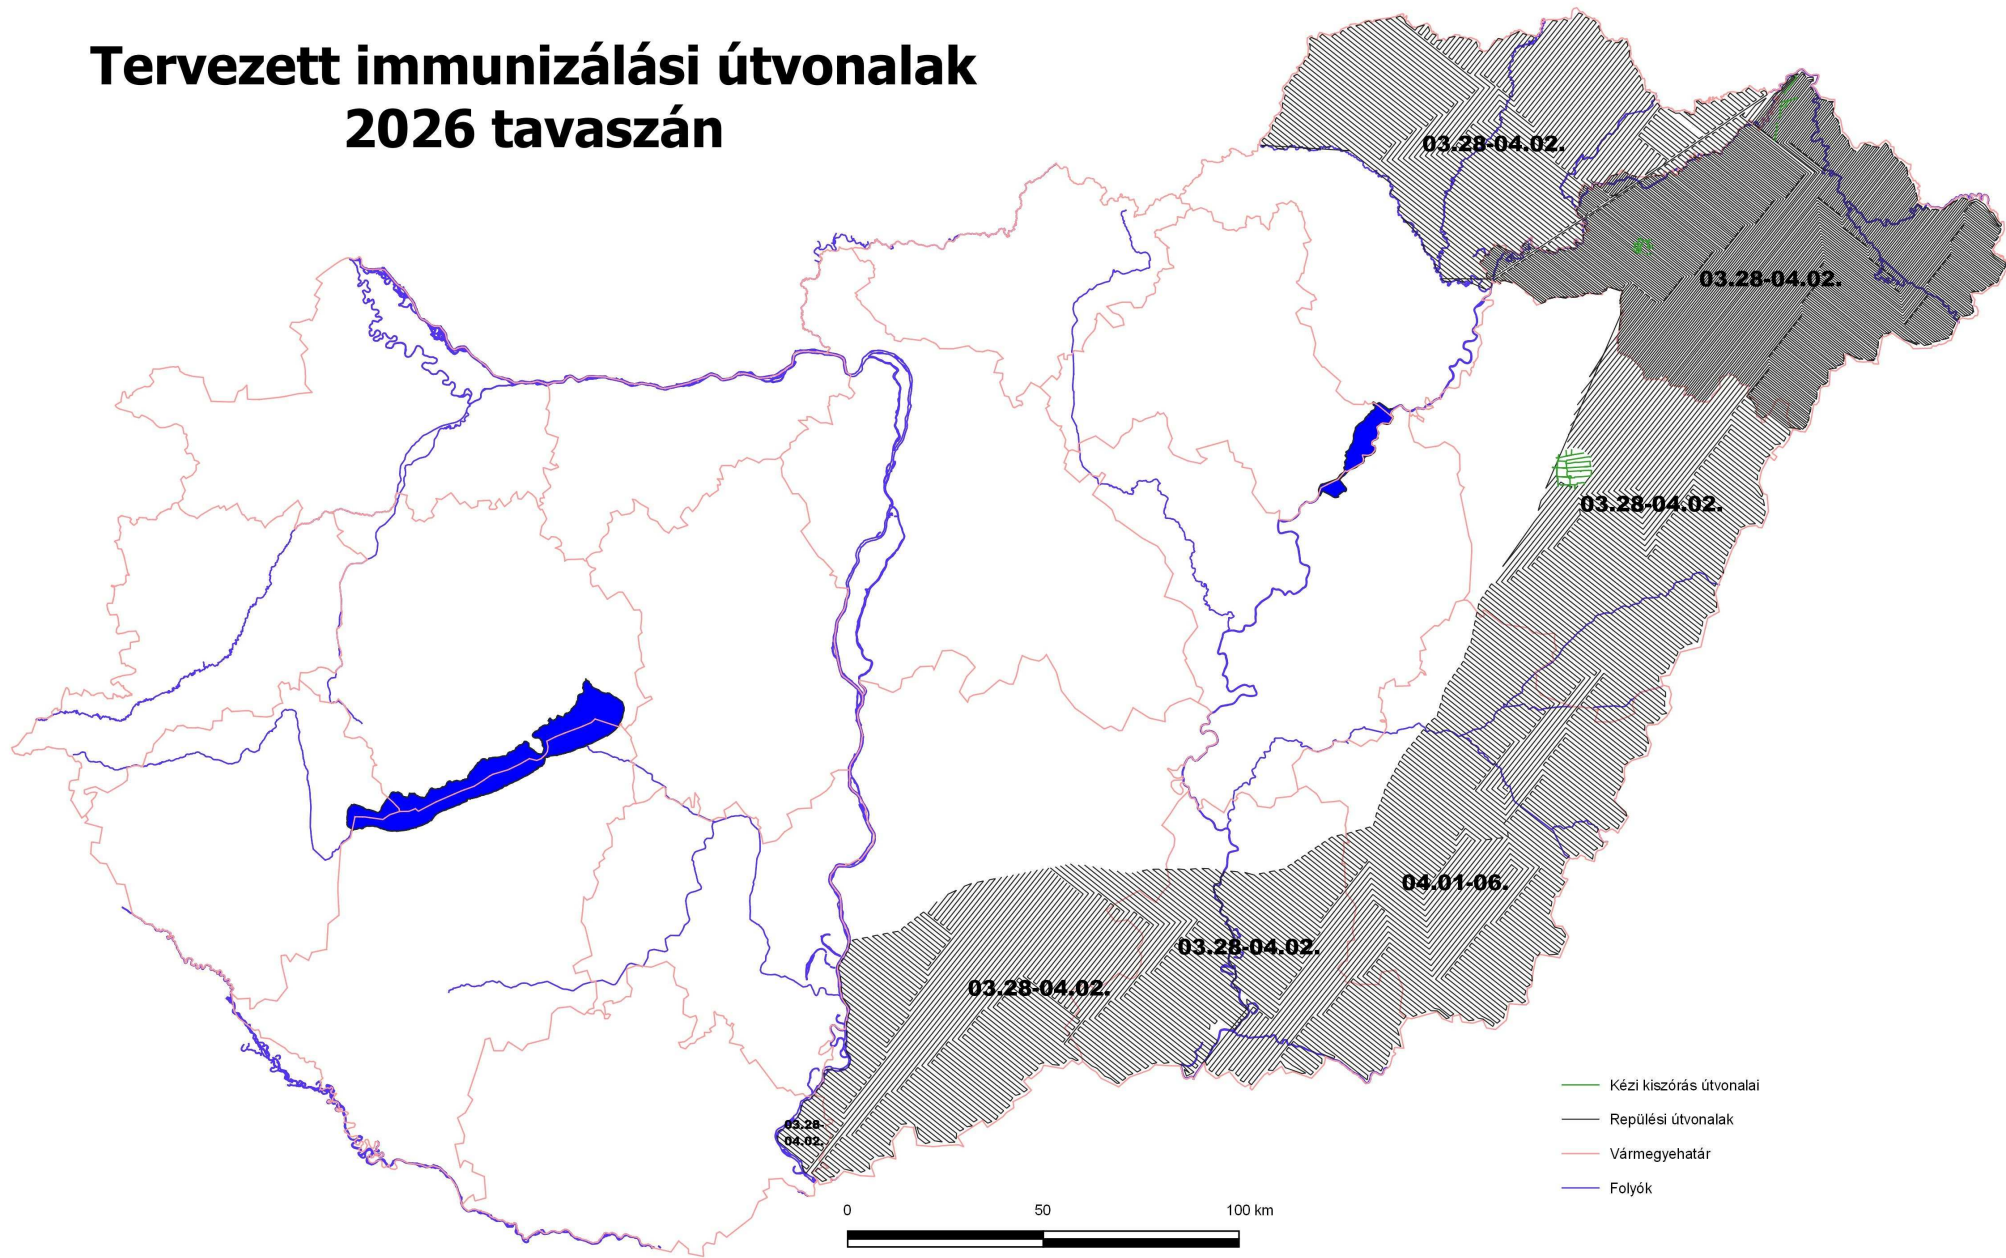 Tervezett immunizálási útvonalak
2026 tavaszán
03.28-04.02.
03.28-04.02.
03.28-04.02.
04.01-06.
03.28-04.02.
03.28-04.02.
03.28-
04.02.
Kézi kiszórás útvonalai
Repülési útvonalak
Vármegyehatár
Folyók
0 50 100 km